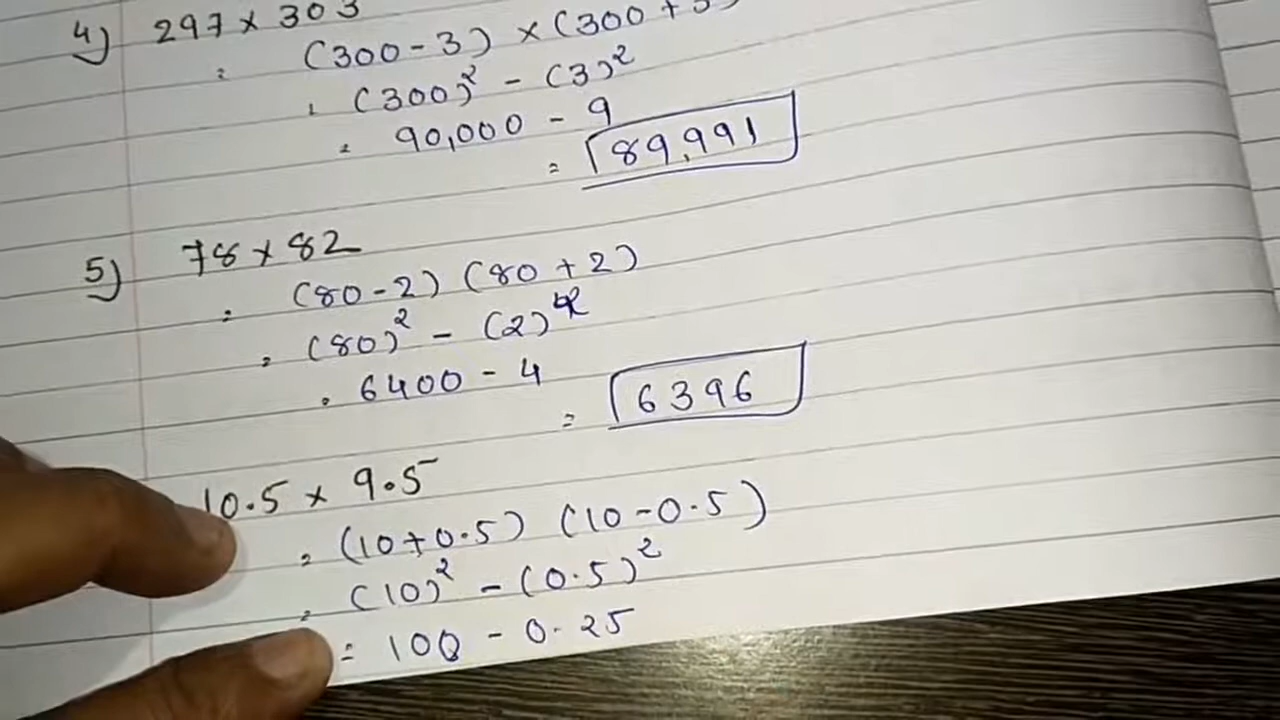 4) 297 × 303
= (300 - 3) × (300 + 3
= (300)² - (3)²
= 90,000 - 9
= 89,991
5) 78 × 82
= (80 - 2) (80 + 2)
= (80)² - (2)²
= 6400 - 4
= 6396
10.5 × 9.5
= (10 + 0.5) (10 - 0.5)
= (10)² - (0.5)²
= 100 - 0.25